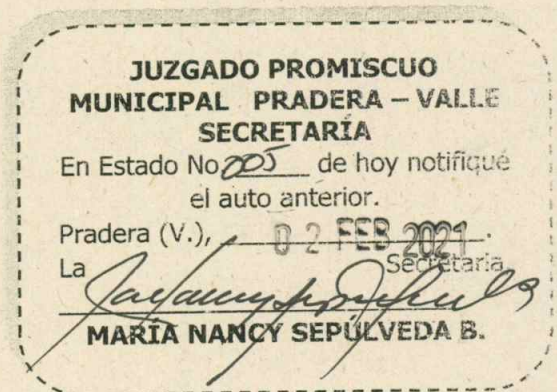 JUZGADO PROMISCUO
MUNICIPAL PRADERA – VALLE
SECRETARÍA
En Estado No 005 de hoy notifiqué
el auto anterior.
Pradera (V.), 02 FEB 2021.
La Secretaria
MARÍA NANCY SEPÚLVEDA B.